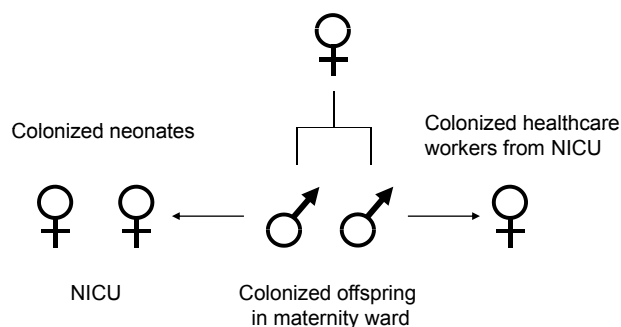 Colonized neonates
Colonized healthcare
workers from NICU
NICU
Colonized offspring
in maternity ward